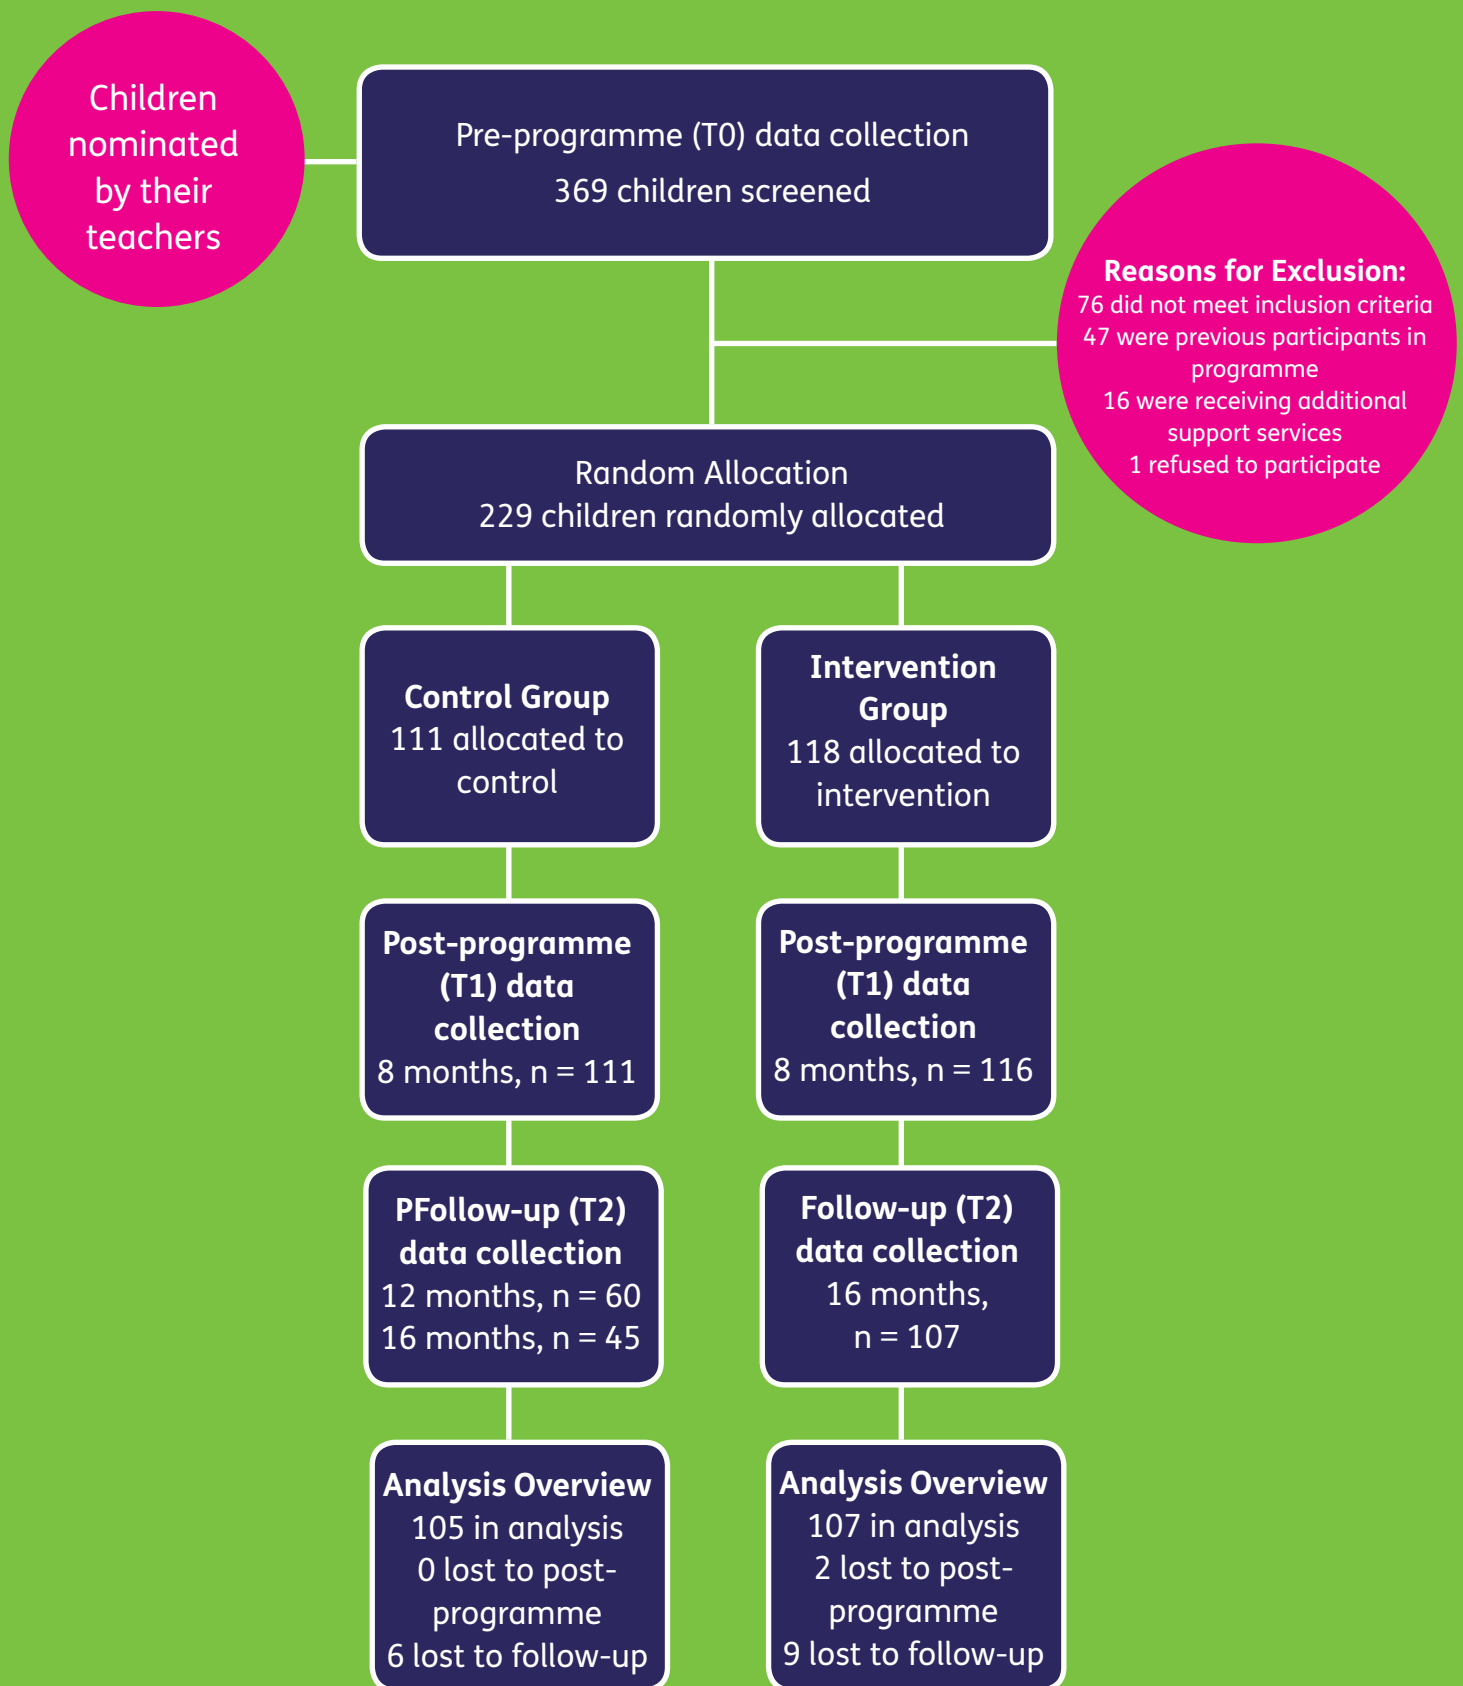 Children
nominated
by their
teachers
Pre-programme (T0) data collection
369 children screened
Reasons for Exclusion:
76 did not meet inclusion criteria
47 were previous participants in
programme
16 were receiving additional
support services
1 refused to participate
Random Allocation
229 children randomly allocated
Control Group
111 allocated to
control
Intervention
Group
118 allocated to
intervention
Post-programme
(T1) data
collection
8 months, n = 111
Post-programme
(T1) data
collection
8 months, n = 116
PFollow-up (T2)
data collection
12 months, n = 60
16 months, n = 45
Follow-up (T2)
data collection
16 months,
n = 107
Analysis Overview
105 in analysis
0 lost to post-
programme
6 lost to follow-up
Analysis Overview
107 in analysis
2 lost to post-
programme
9 lost to follow-up